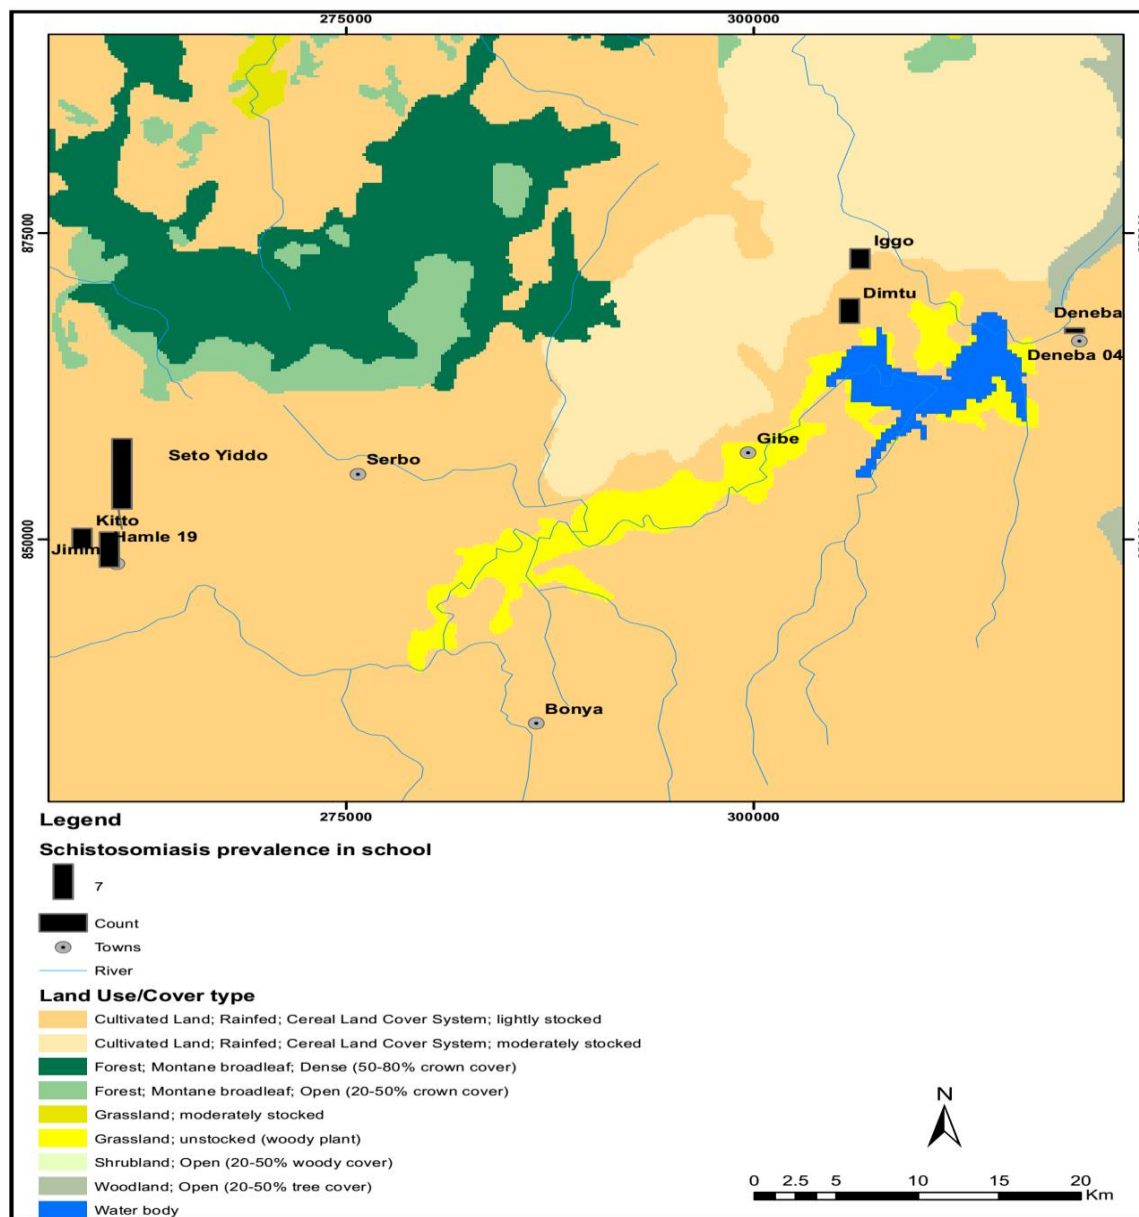 275000
300000
875000
Iggo
Dimtu
Deneba
Deneba 04
Gibe
Seto Yiddo
Serbo
Kitto
Hamle 19
850000
Bonya
275000
300000
Legend
Schistosomiasis prevalence in school
7
Count
Towns
River
Land Use/Cover type
Cultivated Land; Rainfed; Cereal Land Cover System; lightly stocked
Cultivated Land; Rainfed; Cereal Land Cover System; moderately stocked
Forest; Montane broadleaf; Dense (50-80% crown cover)
Forest; Montane broadleaf; Open (20-50% crown cover)
Grassland; moderately stocked
Grassland; unstocked (woody plant)
Shrubland; Open (20-50% woody cover)
Woodland; Open (20-50% tree cover)
Water body
N
0 2.5 5 10 15 20
Km